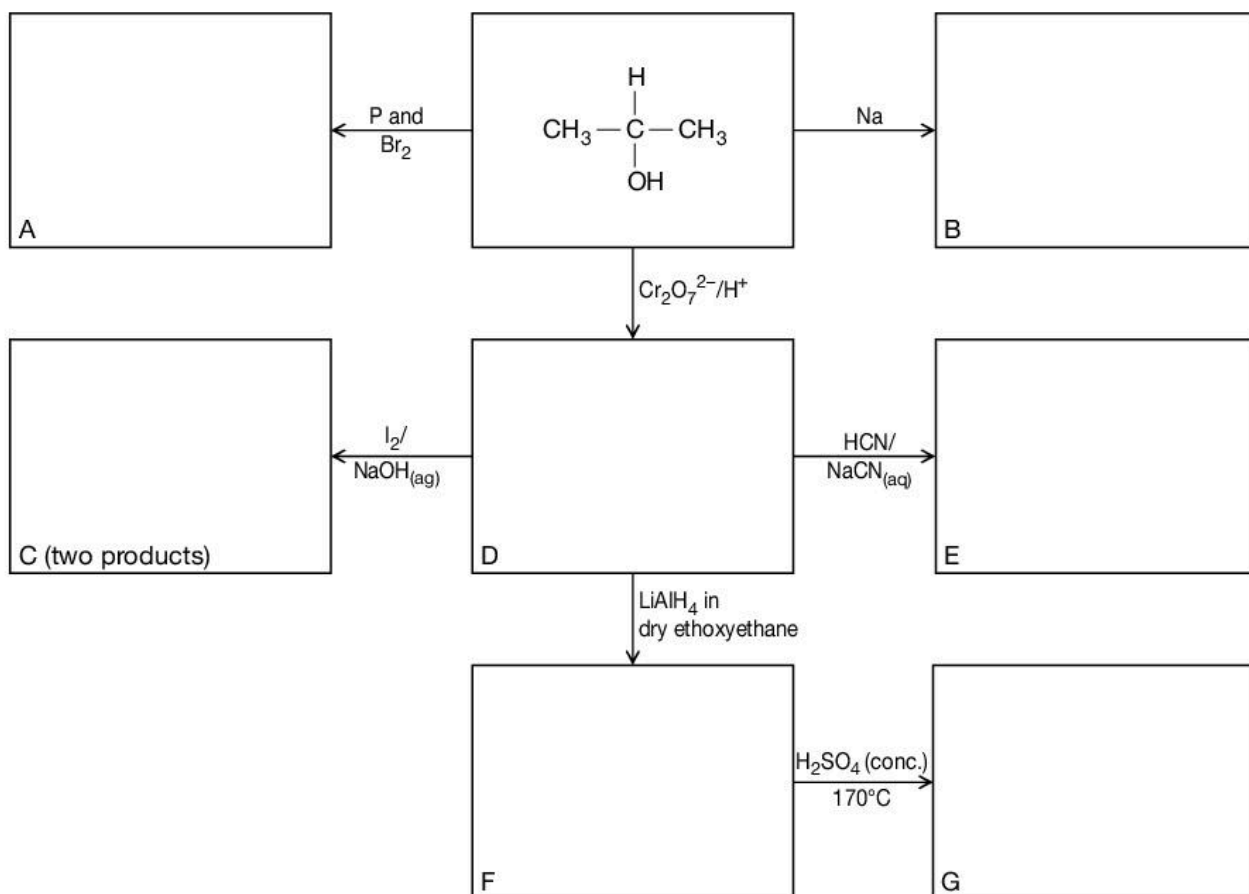 P and
Br₂
H
CH₃ – C – CH₃
OH
Na
A
B
Cr₂O₇²⁻/H⁺
I₂/
NaOH(ag)
HCN/
NaCN(aq)
C (two products)
D
E
LiAlH₄ in
dry ethoxyethane
H₂SO₄ (conc.)
170°C
F
G